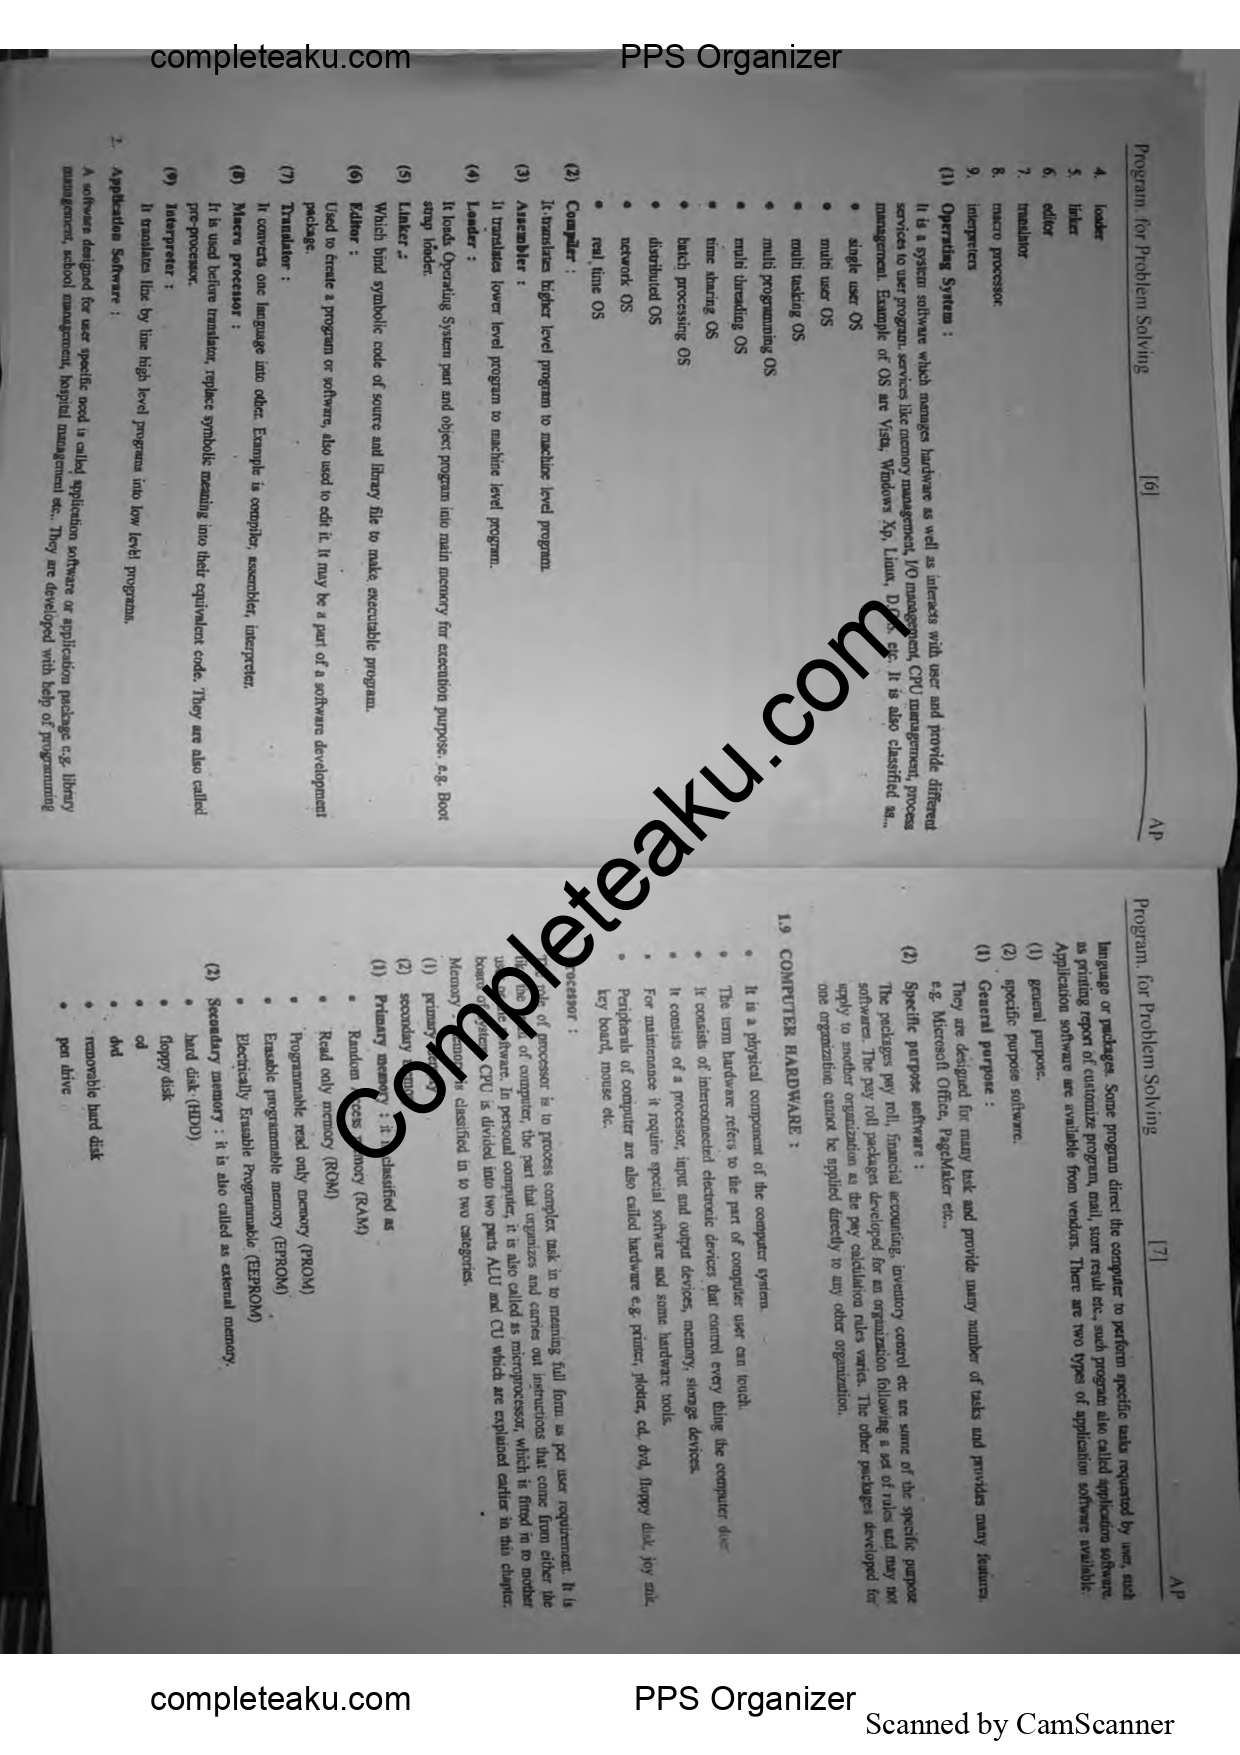 completeaku.com PPS Organizer
Program. for Problem Solving [6] AP
4. loader
5. linker
6. editor
7. translator
8. macro processor.
9. interpreters
(1) Operating System :
It is a system software which manages hardware as well as interacts with user and provide different
services to user program. services like memory management, I/O management, CPU management, process
management. Example of OS are Vista, Windows Xp, Linux, D.O.S. etc. It is also classified as...
• single user OS
• multi user OS
• multi tasking OS
• multi programming OS
• multi threading OS
• time sharing OS
• batch processing OS
• distributed OS
• network OS
• real time OS
(2) Compiler :
It translates higher level program to machine level program.
(3) Assembler :
It translates lower level program to machine level program.
(4) Loader :
It loads Operating System part and object program into main memory for execution purpose. e.g. Boot
strap loader.
(5) Linker :
Which bind symbolic code of source and library file to make executable program.
(6) Editor :
Used to create a program or software, also used to edit it. It may be a part of a software development
package.
(7) Translator :
It converts one language into other. Example is compiler, assembler, interpreter.
(8) Macro processor :
It is used before translator, replace symbolic meaning into their equivalent code. They are also called
pre-processor.
(9) Interpreter :
It translates line by line high level programs into low level programs.
2. Application Software :
A software designed for user specific need is called application software or application package e.g. library
management, school management, hospital management etc.. They are developed with help of programming
Program. for Problem Solving [7] AP
language or packages. Some program direct the computer to perform specific tasks requested by user, such
as printing report of customize program, mail, store result etc., such program also called application software.
Application software are available from vendors. There are two types of application software available.
(1) general purpose.
(2) specific purpose software.
(1) General purpose :
They are designed for many task and provide many number of tasks and provides many features.
e.g. Microsoft Office, PageMaker etc..
(2) Specific purpose software :
The packages pay roll, financial accounting, inventory control etc are some of the specific purpose
softwares. The pay roll packages developed for an organization following a set of rules and may not
apply to another organization as the pay calculation rules varies. The other packages developed for
one organization cannot be applied directly to any other organization.
1.9 COMPUTER HARDWARE :
• It is a physical component of the computer system.
• The term hardware refers to the part of computer user can touch.
• It consists of interconnected electronic devices that control every thing the computer does
• It consists of a processor, input and output devices, memory, storage devices.
• For maintenance it require special software and some hardware tools.
• Peripherals of computer are also called hardware e.g. printer, plotter, cd, dvd, floppy disk, joy stik,
key board, mouse etc.
Processor :
The role of processor is to process complex task in to meaning full form as per user requirement. It is
like the of computer, the part that organizes and carries out instructions that come from either the
user software. In personal computer, it is also called as microprocessor, which is fitted in to mother
board of system. CPU is divided into two parts ALU and CU which are explained earlier in this chapter.
Memory : Memory is classified in to two categories.
(1) primary memory
(2) secondary memory
(1) Primary memory : it is classified as
• Random access memory (RAM)
• Read only memory (ROM)
• Programmable read only memory (PROM)
• Erasable programmable memory (EPROM)
• Electrically Erasable Programmable (EEPROM)
(2) Secondary memory : it is also called as external memory.
• hard disk (HDD)
• floppy disk
• cd
• dvd
• removable hard disk
• pen drive
Completeaku.com
completeaku.com PPS Organizer
Scanned by CamScanner